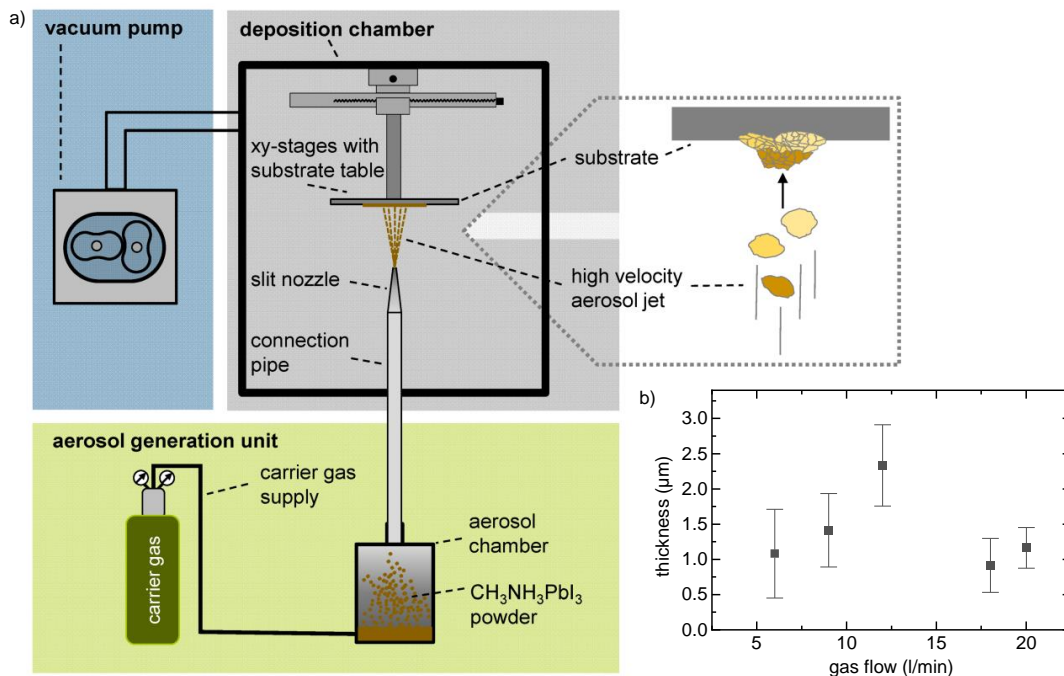 a)
vacuum pump
deposition chamber
xy-stages with
substrate table
substrate
slit nozzle
high velocity
aerosol jet
connection
pipe
aerosol generation unit
carrier gas
supply
carrier gas
aerosol
chamber
CH₃NH₃PbI₃
powder
b)
thickness (µm)
3.0
2.5
2.0
1.5
1.0
0.5
0.0
5 10 15 20
gas flow (l/min)